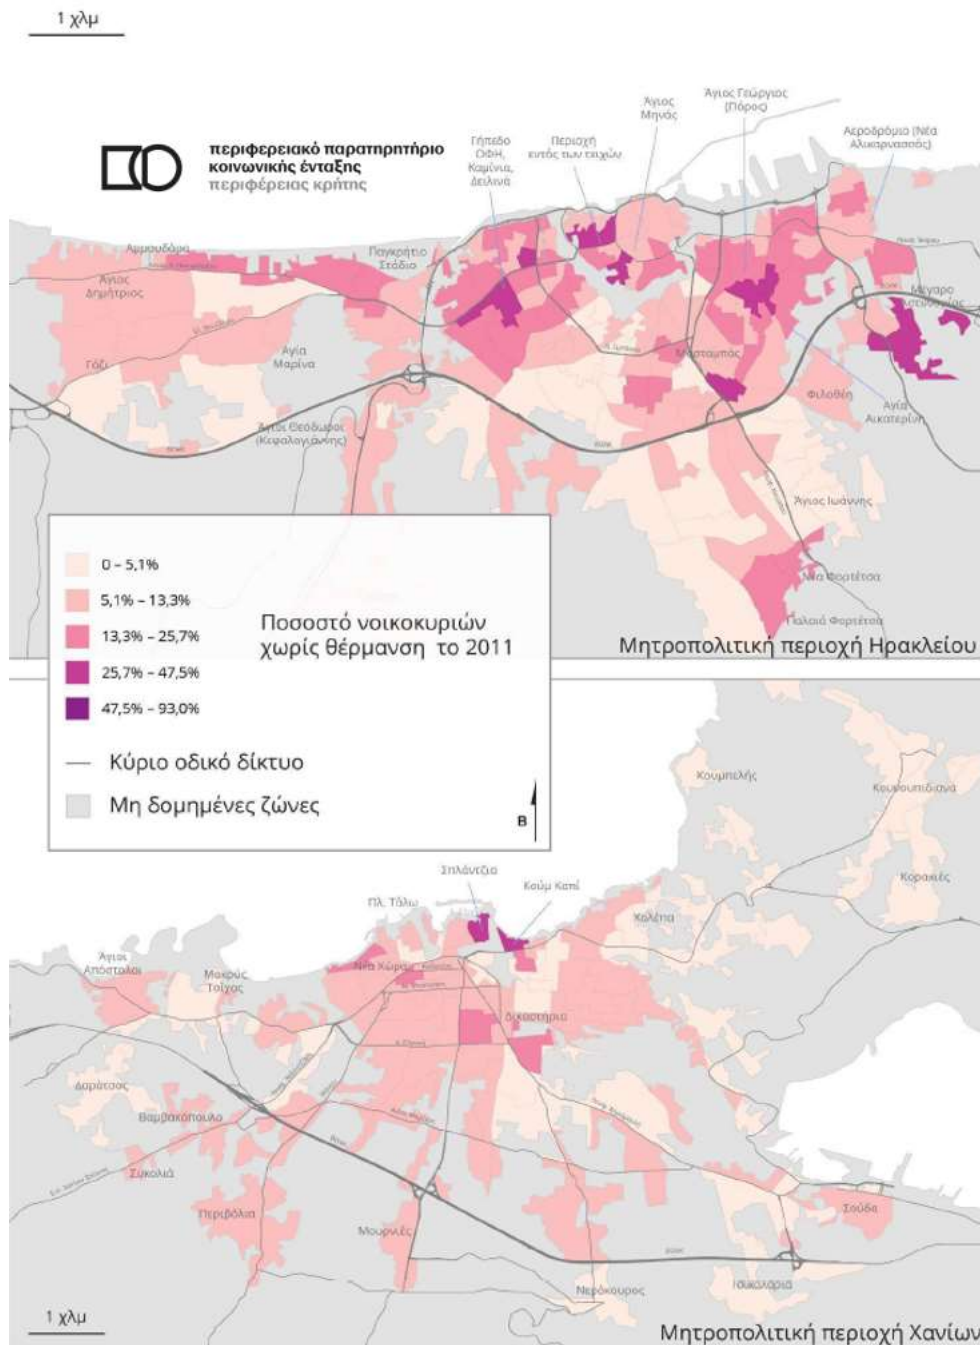 1 χλμ
περιφερειακό παρατηρητήριο
κοινωνικής ένταξης
περιφέρειας κρήτης
Άγιος Γεώργιος
(Πόρος)
Άγιος
Μηνάς
Γήπεδο
ΟΦΗ,
Καμίνια,
Δειλινά
Περιοχή
εντός των τειχών
Αεροδρόμιο (Νέα
Αλικαρνασσός)
Αμμουδάρα
Παγκρήτιο
Στάδιο
Άγιος
Δημήτριος
Γάζι
Αγία
Μαρίνα
Μασταμπάς
Φιλοθέη
Αγία
Αικατερίνη
Άγιοι Θεόδωροι
(Κεφαλογιάννης)
Άγιος Ιωάννης
Νέα Φορτέτσα
Παλαιά Φορτέτσα
Μητροπολιτική περιοχή Ηρακλείου
0 – 5,1%
5,1% – 13,3%
13,3% – 25,7%
25,7% – 47,5%
47,5% – 93,0%
Ποσοστό νοικοκυριών
χωρίς θέρμανση το 2011
Κύριο οδικό δίκτυο
Μη δομημένες ζώνες
Β
Κουμπελής
Κουνουπιδιανά
Κορακιές
Σπλάντζια
Κούμ Καπί
Πλ. Τάλω
Χαλέπα
Άγιοι
Απόστολοι
Μακρύς
Τοίχος
Νέα Χώρα
Δικαστήρια
Δαράτσος
Βαμβακόπουλο
Συκολιά
Περιβόλια
Μουρνιές
Σούδα
Νερόκουρος
Τσικαλαριά
1 χλμ
Μητροπολιτική περιοχή Χανίων